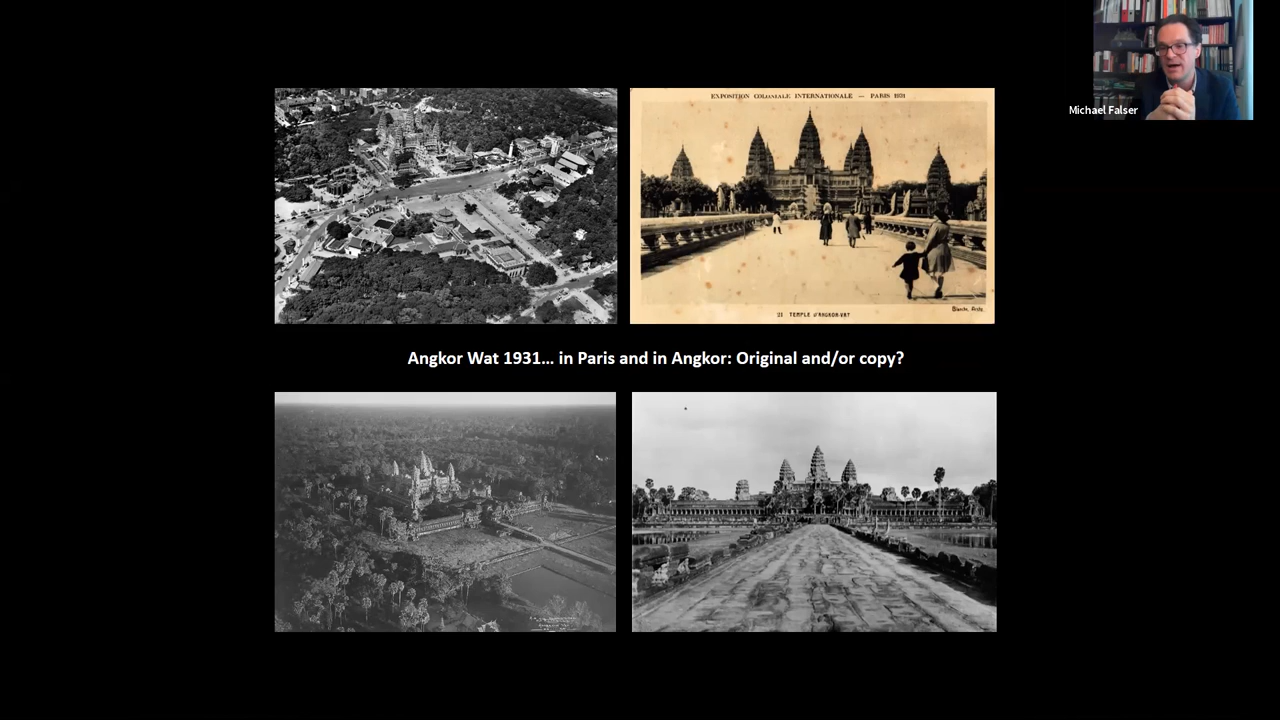 Michael Falser
EXPOSITION COLONIALE INTERNATIONALE — PARIS 1931
21 TEMPLE D'ANGKOR-VAT
Angkor Wat 1931... in Paris and in Angkor: Original and/or copy?